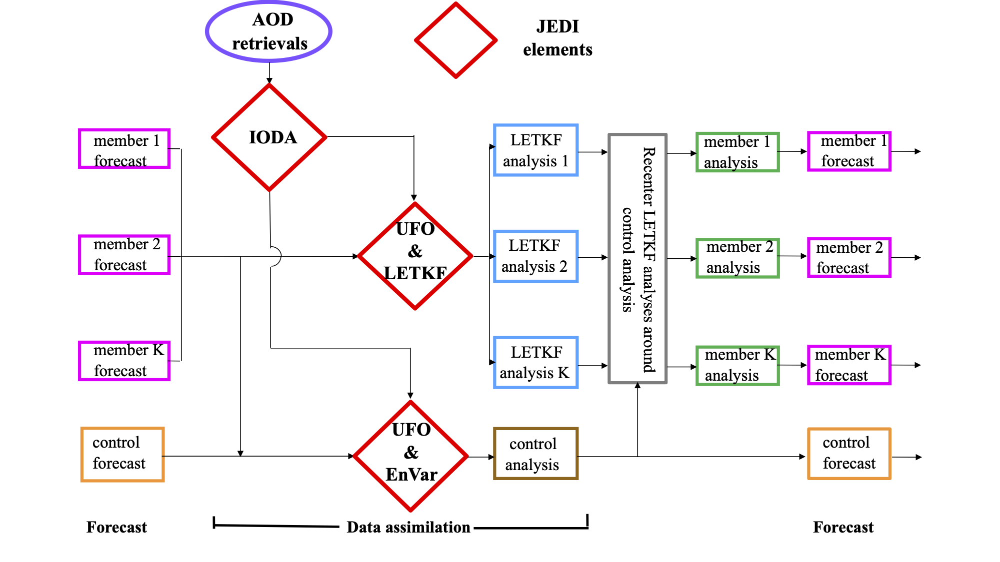 AOD
retrievals
JEDI
elements
IODA
member 1
forecast
member 2
forecast
member K
forecast
control
forecast
UFO
&
LETKF
UFO
&
EnVar
LETKF
analysis 1
LETKF
analysis 2
LETKF
analysis K
control
analysis
Recenter LETKF analyses around
control analysis
member 1
analysis
member 2
analysis
member K
analysis
member 1
forecast
member 2
forecast
member K
forecast
control
forecast
Forecast
Data assimilation
Forecast